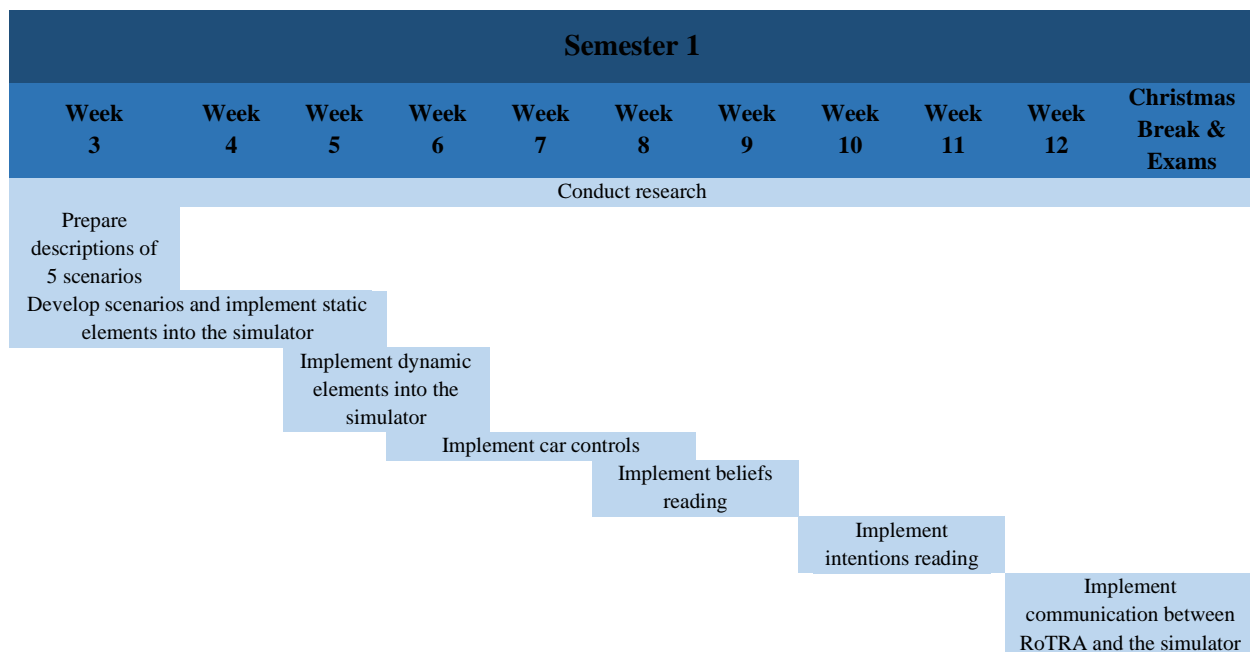 Semester 1
Week 3
Week 4
Week 5
Week 6
Week 7
Week 8
Week 9
Week 10
Week 11
Week 12
Christmas Break & Exams
Conduct research
Prepare
descriptions of
5 scenarios
Develop scenarios and implement static
elements into the simulator
Implement dynamic
elements into the
simulator
Implement car controls
Implement beliefs
reading
Implement
intentions reading
Implement
communication between
RoTRA and the simulator